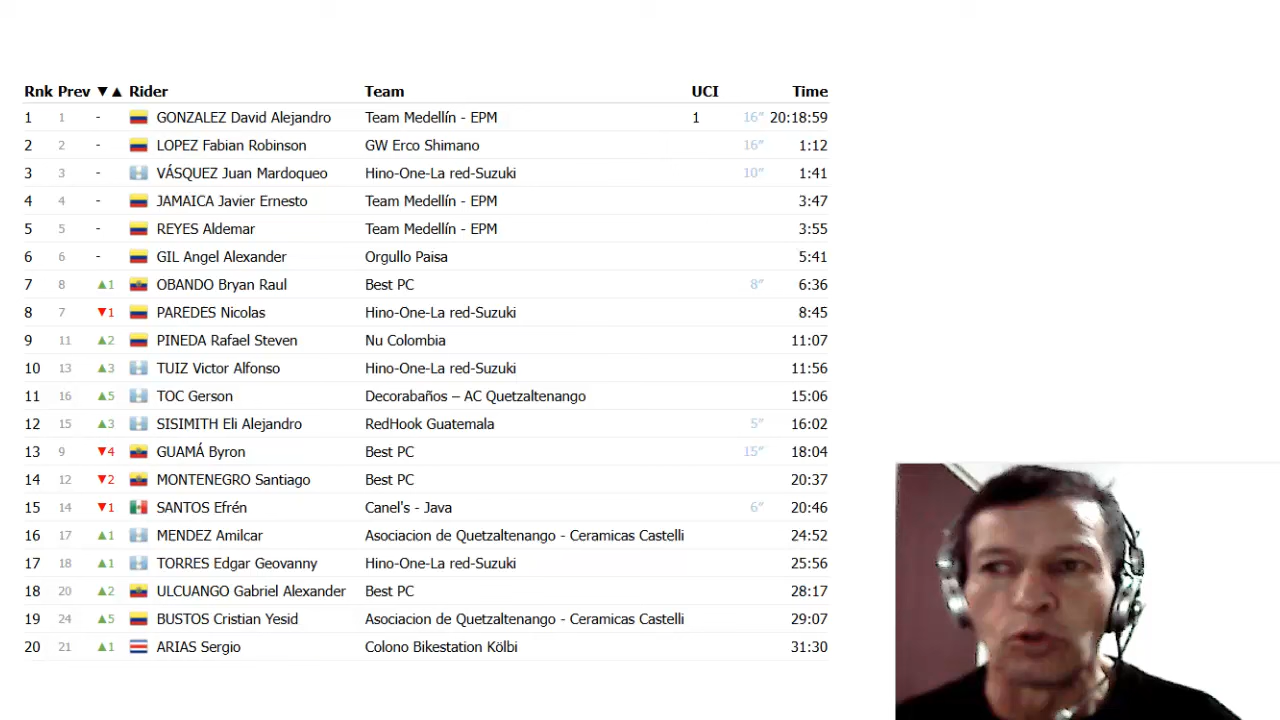 Rnk Prev ▼▲ Rider Team UCI Time
1 1 - GONZALEZ David Alejandro Team Medellín - EPM 1 16″ 20:18:59
2 2 - LOPEZ Fabian Robinson GW Erco Shimano 16″ 1:12
3 3 - VÁSQUEZ Juan Mardoqueo Hino-One-La red-Suzuki 10″ 1:41
4 4 - JAMAICA Javier Ernesto Team Medellín - EPM 3:47
5 5 - REYES Aldemar Team Medellín - EPM 3:55
6 6 - GIL Angel Alexander Orgullo Paisa 5:41
7 8 ▲1 OBANDO Bryan Raul Best PC 8″ 6:36
8 7 ▼1 PAREDES Nicolas Hino-One-La red-Suzuki 8:45
9 11 ▲2 PINEDA Rafael Steven Nu Colombia 11:07
10 13 ▲3 TUIZ Victor Alfonso Hino-One-La red-Suzuki 11:56
11 16 ▲5 TOC Gerson Decorabaños – AC Quetzaltenango 15:06
12 15 ▲3 SISIMITH Eli Alejandro RedHook Guatemala 5″ 16:02
13 9 ▼4 GUAMÁ Byron Best PC 15″ 18:04
14 12 ▼2 MONTENEGRO Santiago Best PC 20:37
15 14 ▼1 SANTOS Efrén Canel's - Java 6″ 20:46
16 17 ▲1 MENDEZ Amilcar Asociacion de Quetzaltenango - Ceramicas Castelli 24:52
17 18 ▲1 TORRES Edgar Geovanny Hino-One-La red-Suzuki 25:56
18 20 ▲2 ULCUANGO Gabriel Alexander Best PC 28:17
19 24 ▲5 BUSTOS Cristian Yesid Asociacion de Quetzaltenango - Ceramicas Castelli 29:07
20 21 ▲1 ARIAS Sergio Colono Bikestation Kölbi 31:30